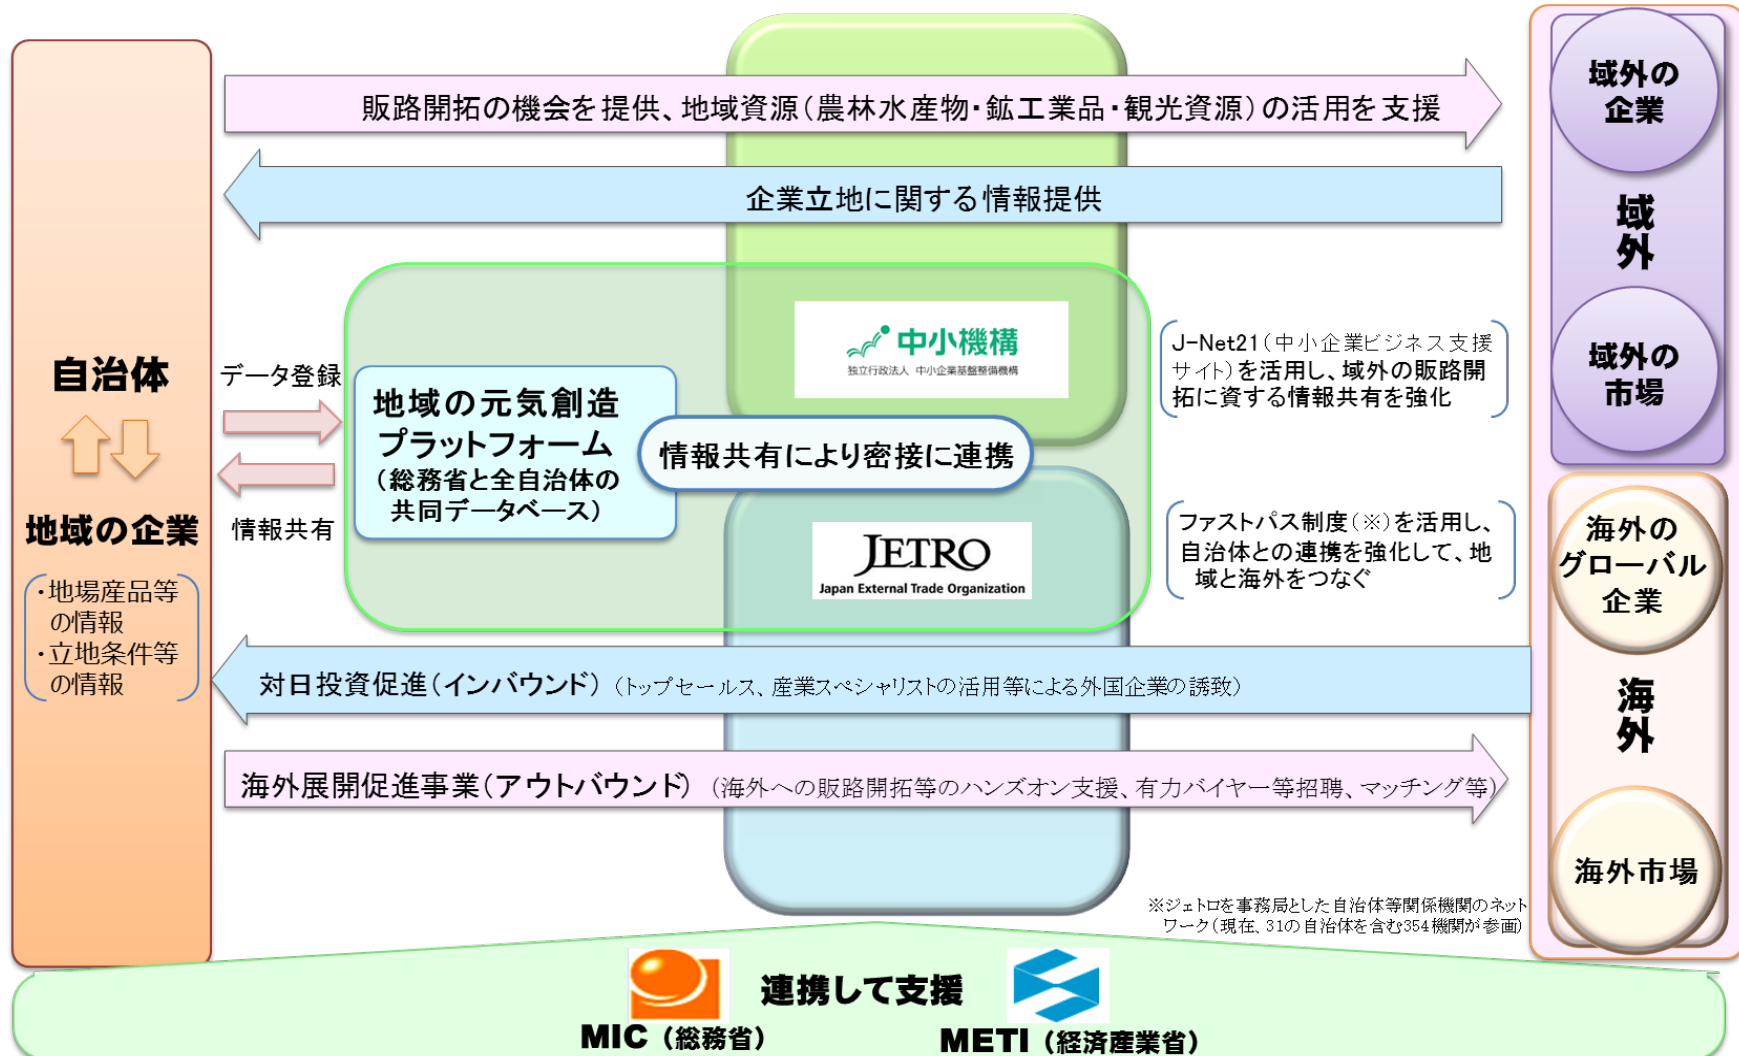 販路開拓の機会を提供、地域資源(農林水産物・鉱工業品・観光資源)の活用を支援
企業立地に関する情報提供
自治体
地域の企業
・地場産品等
の情報
・立地条件等
の情報
データ登録
情報共有
地域の元気創造
プラットフォーム
(総務省と全自治体の
共同データベース)
中小機構
独立行政法人 中小企業基盤整備機構
情報共有により密接に連携
JETRO
Japan External Trade Organization
J-Net21(中小企業ビジネス支援
サイト)を活用し、域外の販路開
拓に資する情報共有を強化
ファストパス制度(※)を活用し、
自治体との連携を強化して、地
域と海外をつなぐ
域外の
企業
域外
域外の
市場
海外の
グローバル
企業
海外
海外市場
対日投資促進(インバウンド) (トップセールス、産業スペシャリストの活用等による外国企業の誘致)
海外展開促進事業(アウトバウンド) (海外への販路開拓等のハンズオン支援、有力バイヤー等招聘、マッチング等)
※ジェトロを事務局とした自治体等関係機関のネット
ワーク(現在、31の自治体を含む354機関が参画)
連携して支援
MIC (総務省)
METI (経済産業省)